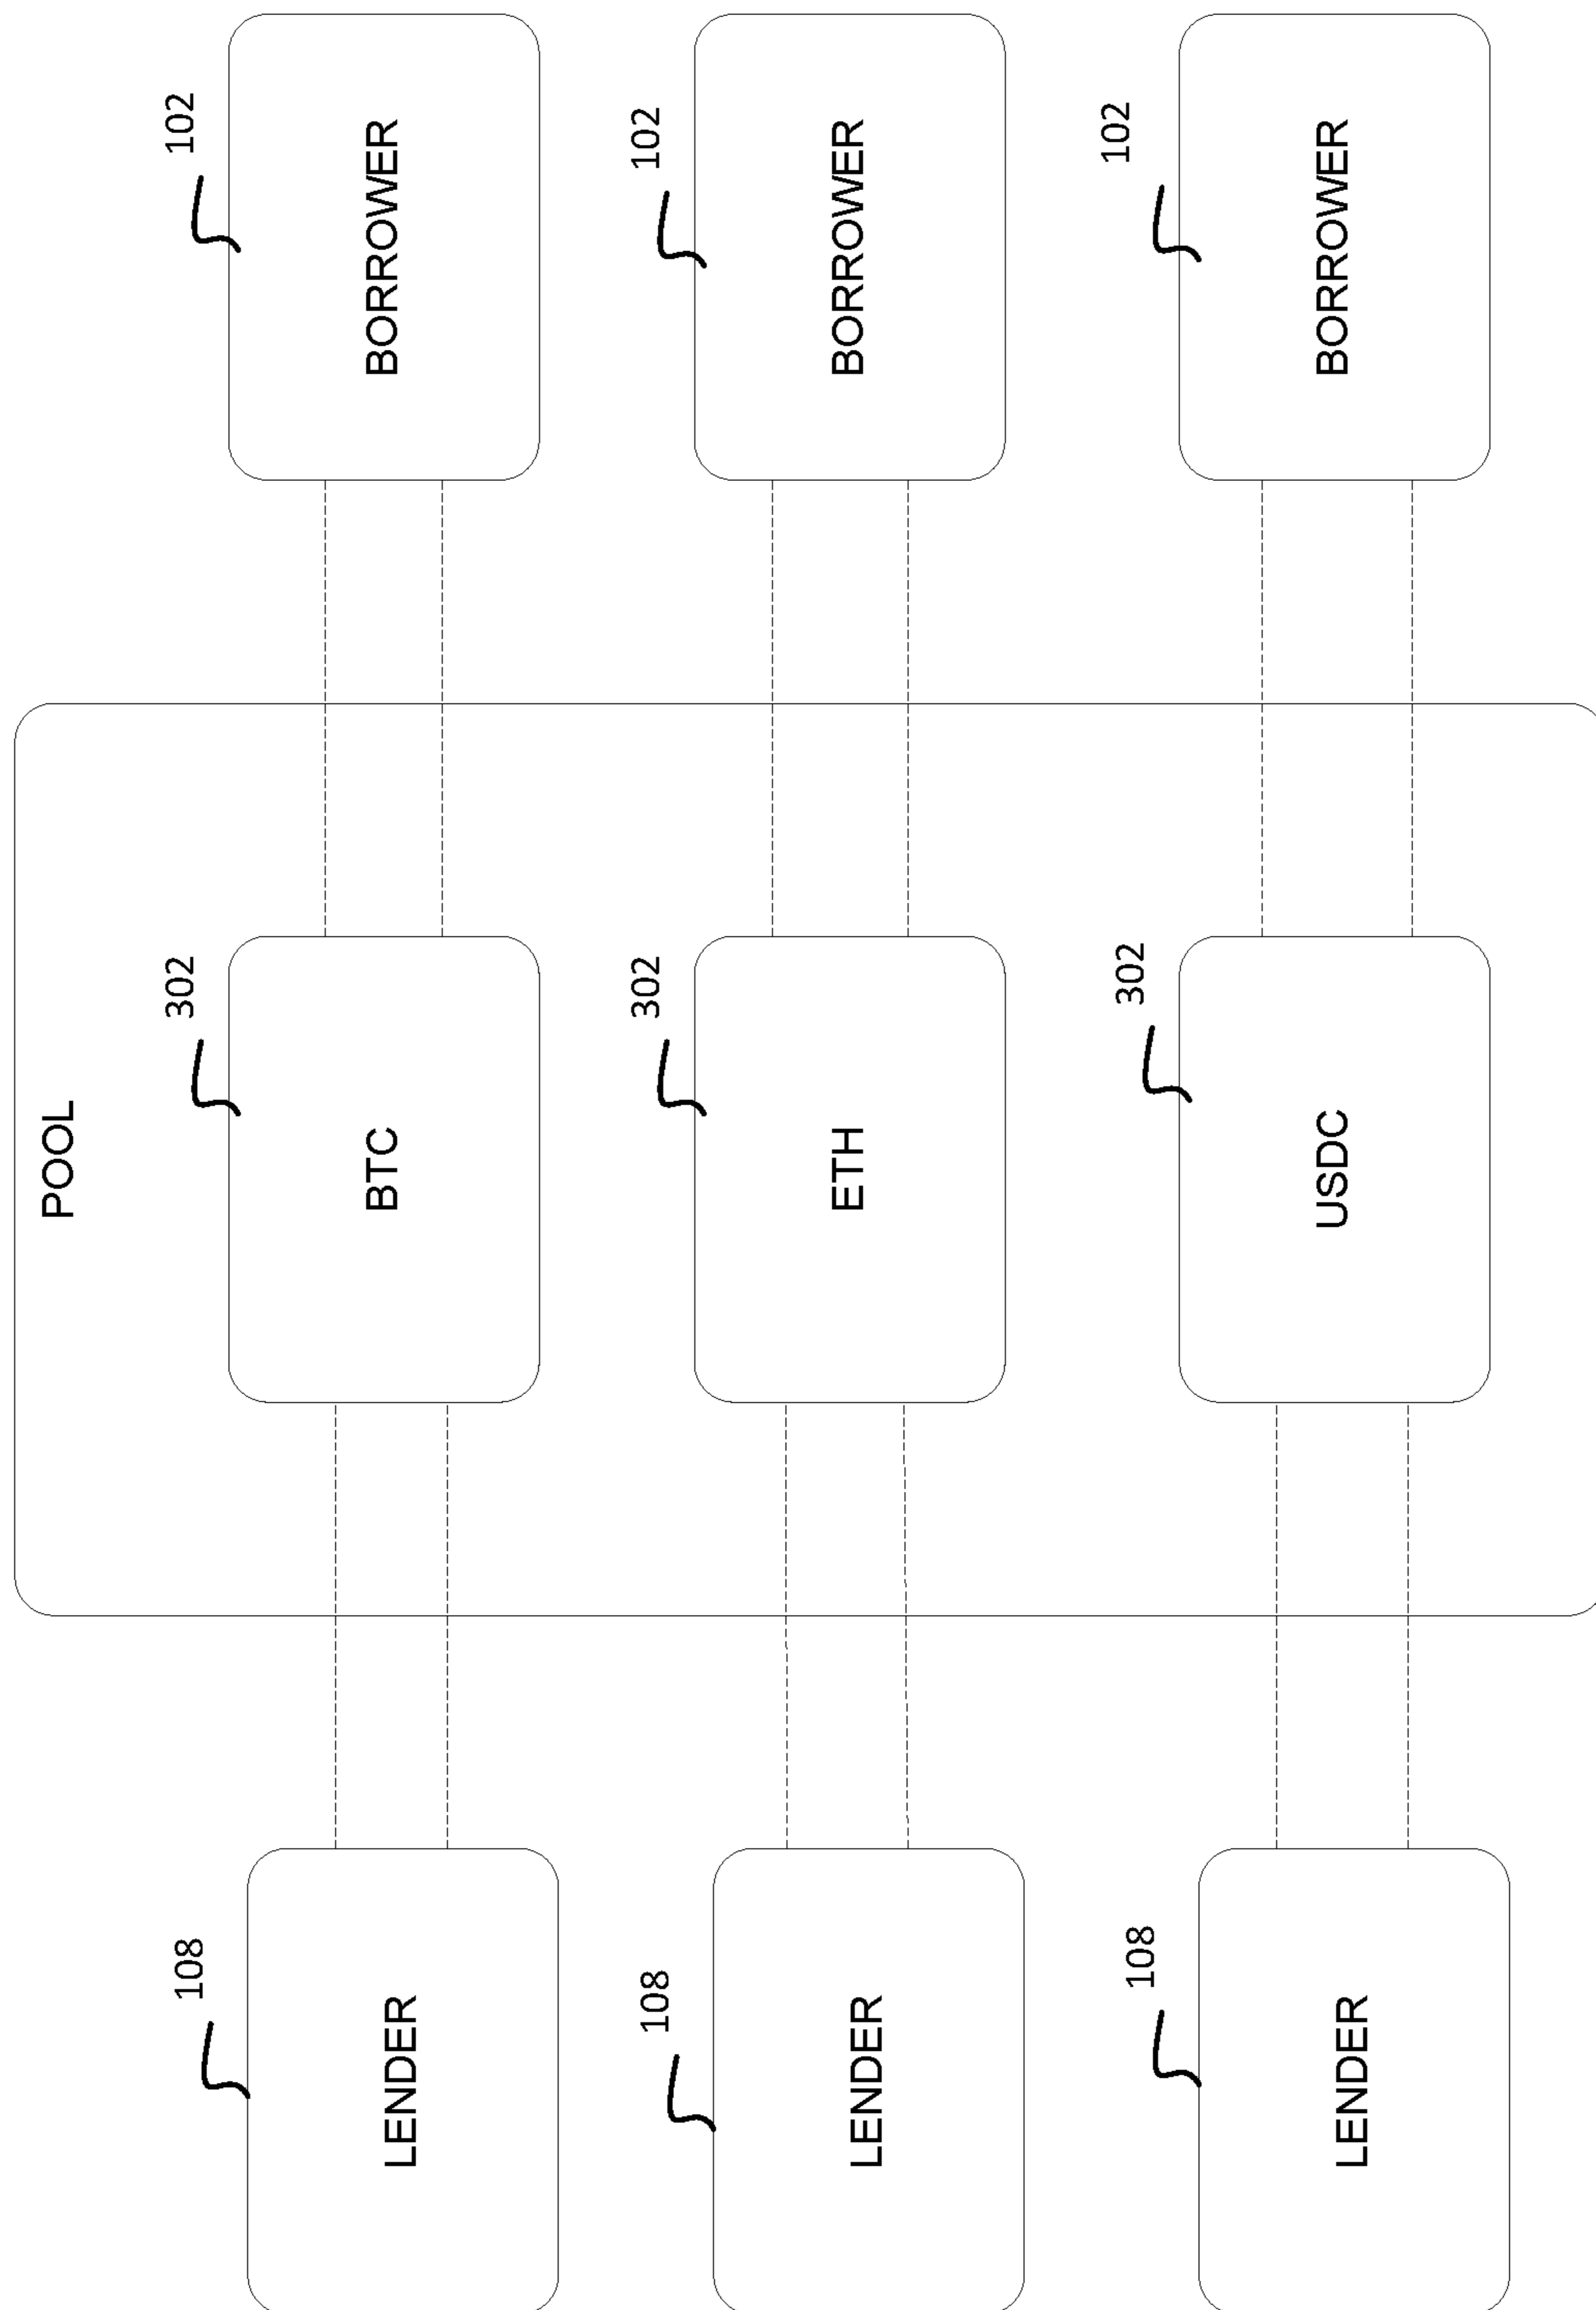 POOL
108
302
102
LENDER
BTC
BORROWER
108
302
102
LENDER
ETH
BORROWER
108
302
102
LENDER
USDC
BORROWER